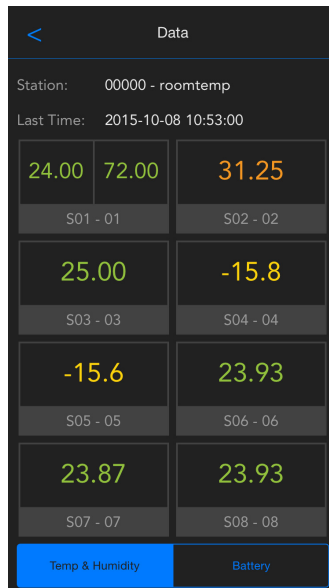 < Data
Station: 00000 - roomtemp
Last Time: 2015-10-08 10:53:00
24.00 72.00 31.25
S01 - 01 S02 - 02
25.00 -15.8
S03 - 03 S04 - 04
-15.6 23.93
S05 - 05 S06 - 06
23.87 23.93
S07 - 07 S08 - 08
Temp & Humidity Battery